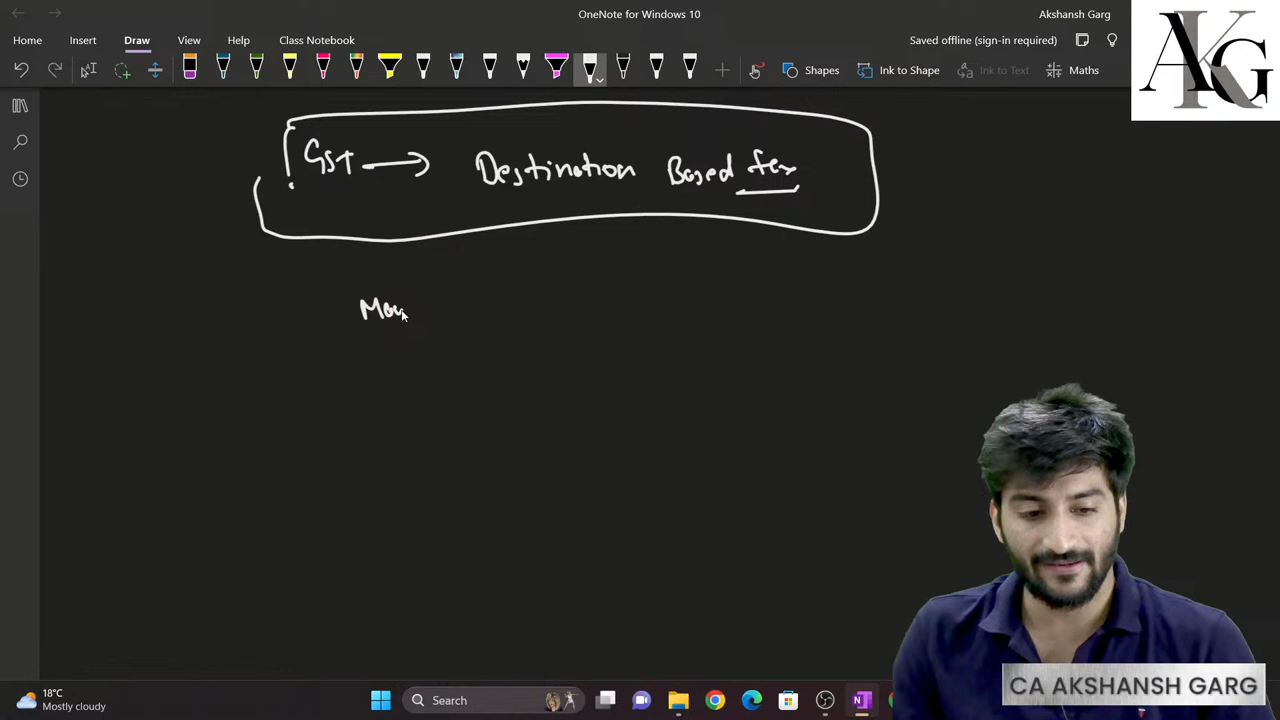 OneNote for Windows 10
Akshansh Garg
Home Insert Draw View Help Class Notebook
Saved offline (sign-in required)
Shapes Ink to Shape Ink to Text Maths
AKG
GST → Destination Based Tax
CA AKSHANSH GARG
18°C
Mostly cloudy
Search